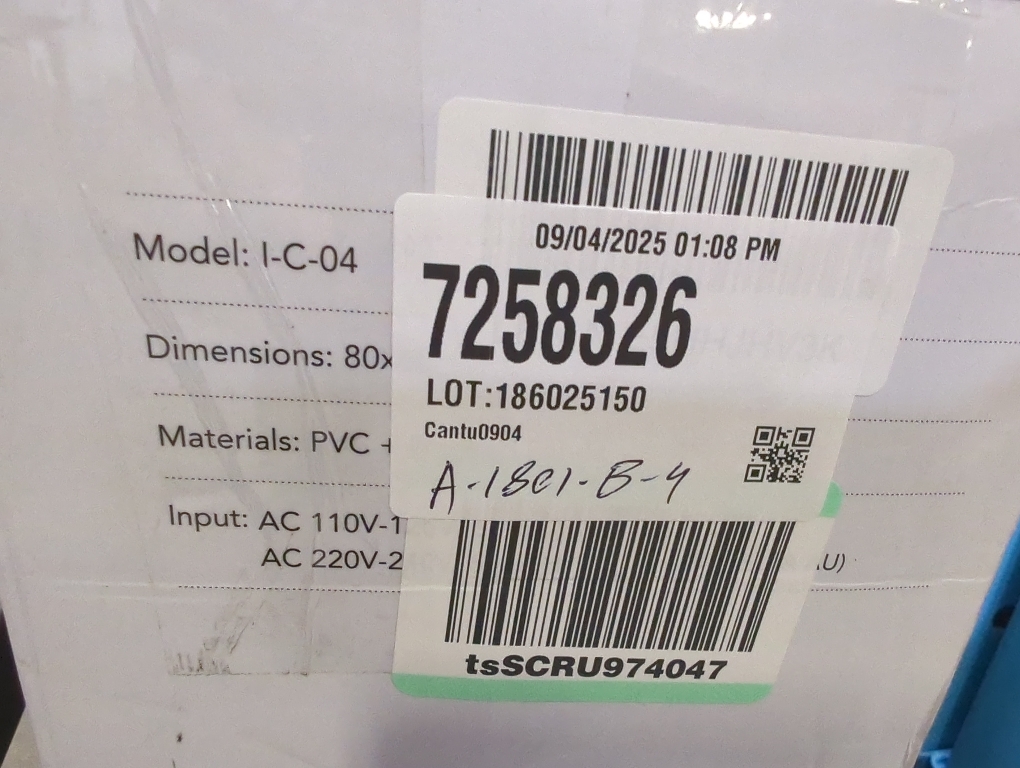 Model: I-C-04
Dimensions: 80x
Materials: PVC +
Input: AC 110V-1
AC 220V-2
U)
09/04/2025 01:08 PM
7258326
LOT:186025150
Cantu0904
A-1801-B-4
tsSCRU974047